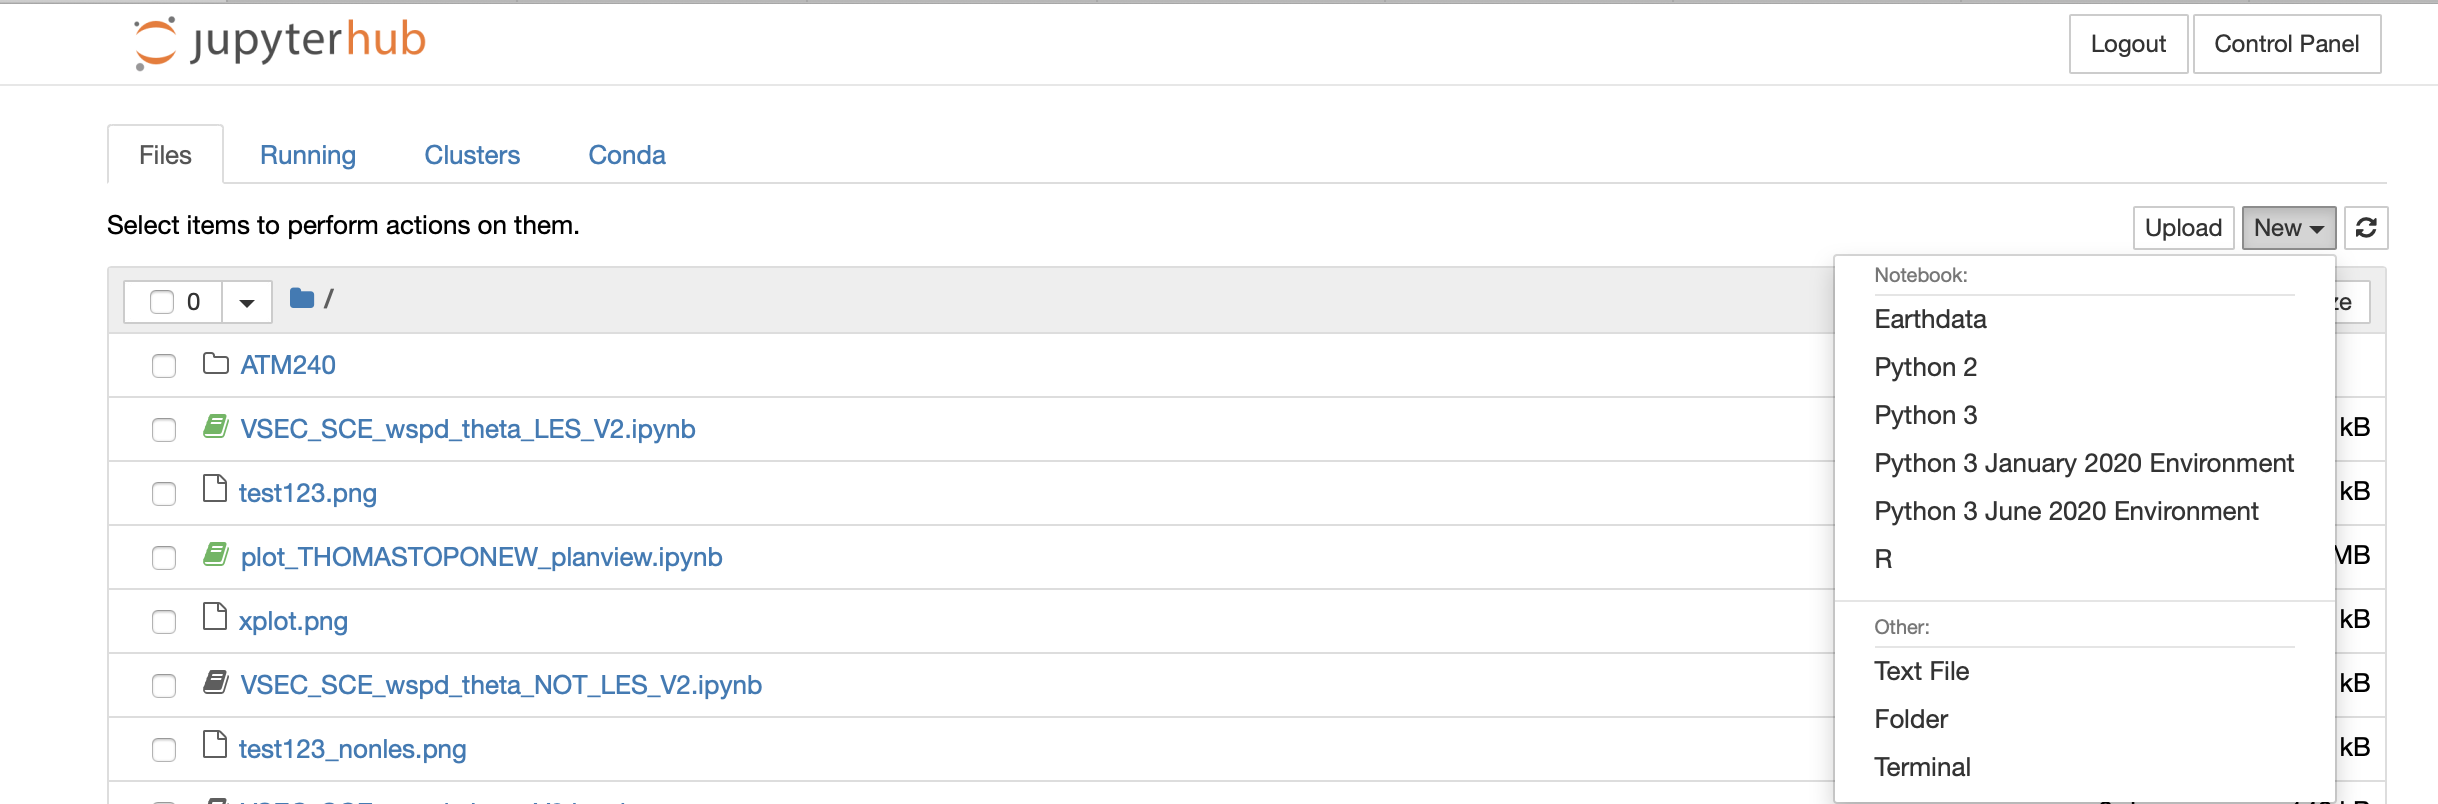 jupyterhub
Logout
Control Panel
Files
Running
Clusters
Conda
Select items to perform actions on them.
Upload
New
0
/
Notebook:
Earthdata
Python 2
Python 3
Python 3 January 2020 Environment
Python 3 June 2020 Environment
R
Other:
Text File
Folder
Terminal
ATM240
VSEC_SCE_wspd_theta_LES_V2.ipynb
kB
test123.png
kB
plot_THOMASTOPONEW_planview.ipynb
MB
xplot.png
kB
VSEC_SCE_wspd_theta_NOT_LES_V2.ipynb
kB
test123_nonles.png
kB